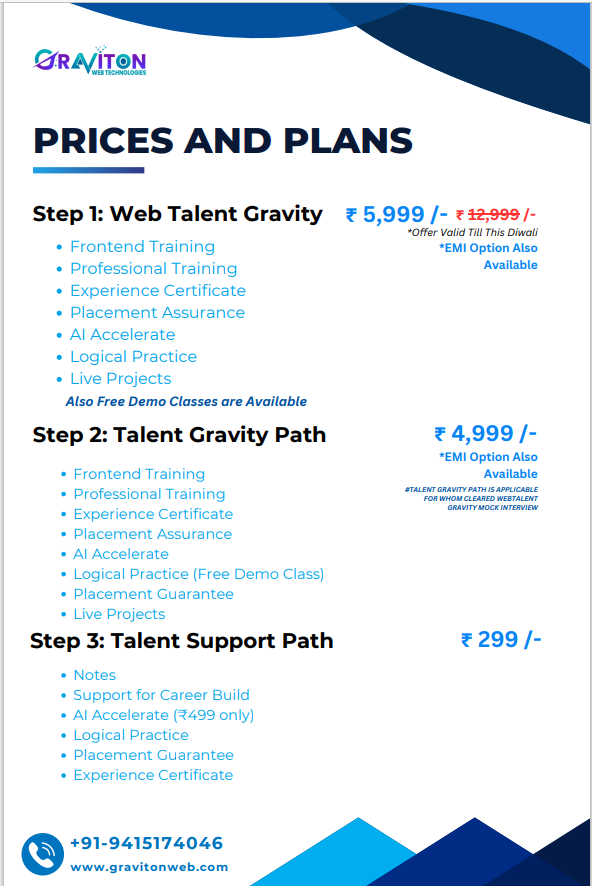 GRAVITON
WEB TECHNOLOGIES
PRICES AND PLANS
Step 1: Web Talent Gravity ₹ 5,999 /- ₹ 12,999 /-
*Offer Valid Till This Diwali
*EMI Option Also
Available
• Frontend Training
• Professional Training
• Experience Certificate
• Placement Assurance
• AI Accelerate
• Logical Practice
• Live Projects
Also Free Demo Classes are Available
Step 2: Talent Gravity Path ₹ 4,999 /-
*EMI Option Also
Available
#TALENT GRAVITY PATH IS APPLICABLE
FOR WHOM CLEARED WEBTALENT
GRAVITY MOCK INTERVIEW
• Frontend Training
• Professional Training
• Experience Certificate
• Placement Assurance
• AI Accelerate
• Logical Practice (Free Demo Class)
• Placement Guarantee
• Live Projects
Step 3: Talent Support Path ₹ 299 /-
• Notes
• Support for Career Build
• AI Accelerate (₹499 only)
• Logical Practice
• Placement Guarantee
• Experience Certificate
+91-9415174046
www.gravitonweb.com